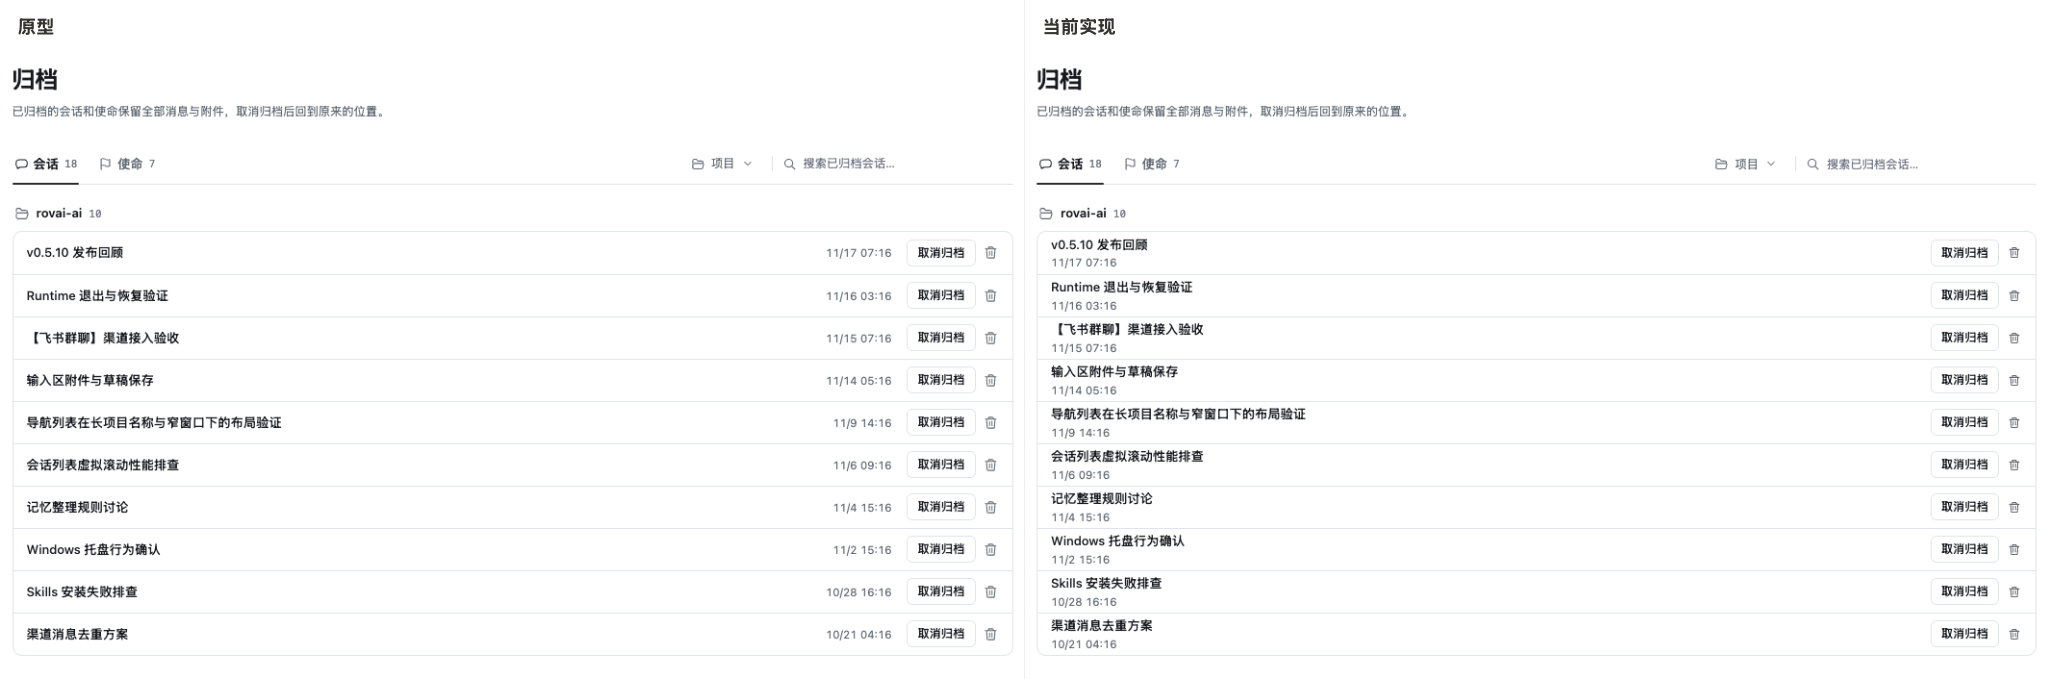 原型
归档
已归档的会话和使命保留全部消息与附件，取消归档后回到原来的位置。
会话 18 使命 7 项目 搜索已归档会话...
rovai-ai 10
v0.5.10 发布回顾 11/17 07:16 取消归档
Runtime 退出与恢复验证 11/16 03:16 取消归档
【飞书群聊】渠道接入验收 11/15 07:16 取消归档
输入区附件与草稿保存 11/14 05:16 取消归档
导航列表在长项目名称与窄窗口下的布局验证 11/9 14:16 取消归档
会话列表虚拟滚动性能排查 11/6 09:16 取消归档
记忆整理规则讨论 11/4 15:16 取消归档
Windows 托盘行为确认 11/2 15:16 取消归档
Skills 安装失败排查 10/28 16:16 取消归档
渠道消息去重方案 10/21 04:16 取消归档
当前实现
归档
已归档的会话和使命保留全部消息与附件，取消归档后回到原来的位置。
会话 18 使命 7 项目 搜索已归档会话...
rovai-ai 10
v0.5.10 发布回顾
11/17 07:16
取消归档
Runtime 退出与恢复验证
11/16 03:16
取消归档
【飞书群聊】渠道接入验收
11/15 07:16
取消归档
输入区附件与草稿保存
11/14 05:16
取消归档
导航列表在长项目名称与窄窗口下的布局验证
11/9 14:16
取消归档
会话列表虚拟滚动性能排查
11/6 09:16
取消归档
记忆整理规则讨论
11/4 15:16
取消归档
Windows 托盘行为确认
11/2 15:16
取消归档
Skills 安装失败排查
10/28 16:16
取消归档
渠道消息去重方案
10/21 04:16
取消归档